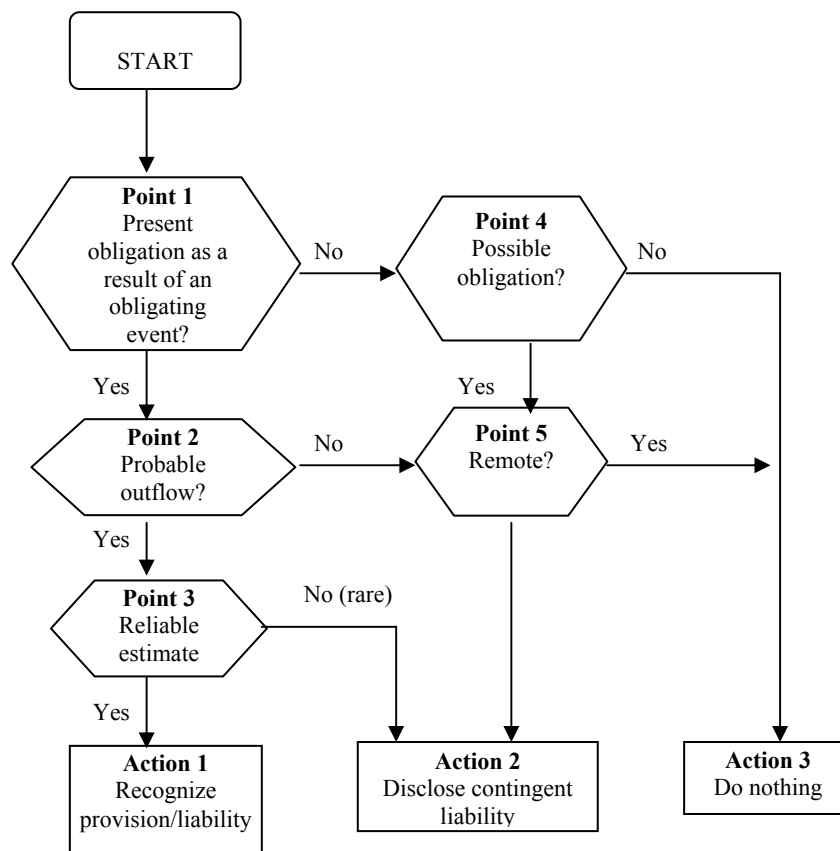 START
Point 1
Present
obligation as a
result of an
obligating
event?
No
Point 4
Possible
obligation?
No
Yes
Yes
Point 2
Probable
outflow?
No
Point 5
Remote?
Yes
Yes
Point 3
Reliable
estimate
No (rare)
Yes
Action 1
Recognize
provision/liability
Action 2
Disclose contingent
liability
Action 3
Do nothing